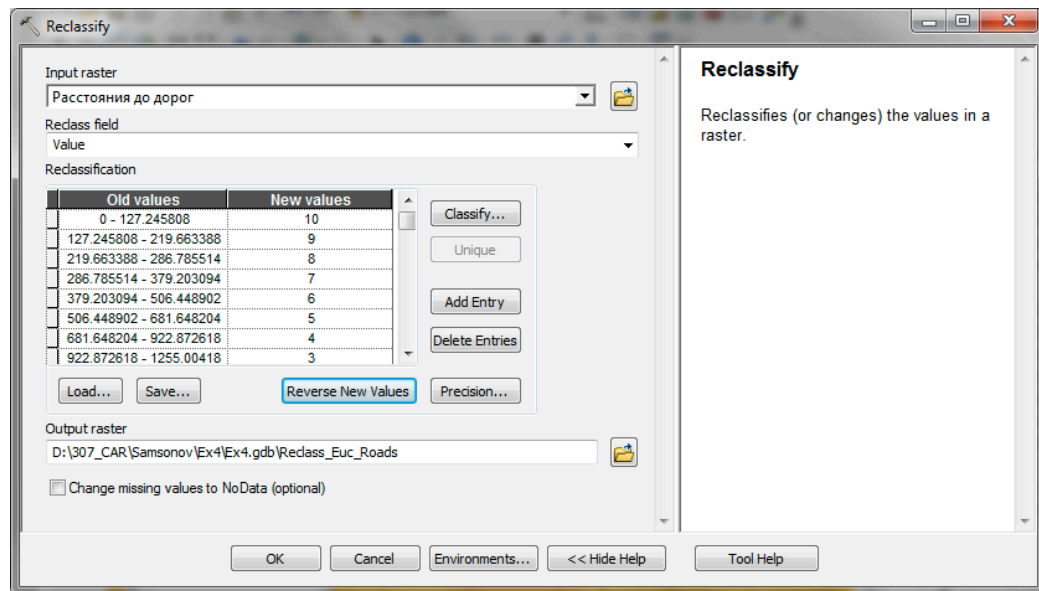 Reclassify
Input raster
Расстояния до дорог
Reclass field
Value
Reclassification
Old values New values
0 - 127.245808 10
127.245808 - 219.663388 9
219.663388 - 286.785514 8
286.785514 - 379.203094 7
379.203094 - 506.448902 6
506.448902 - 681.648204 5
681.648204 - 922.872618 4
922.872618 - 1255.00418 3
Classify...
Unique
Add Entry
Delete Entries
Load... Save... Reverse New Values Precision...
Output raster
D:\307_CAR\Samsonov\Ex4\Ex4.gdb\Reclass_Euc_Roads
Change missing values to NoData (optional)
Reclassify
Reclassifies (or changes) the values in a
raster.
OK Cancel Environments... << Hide Help Tool Help